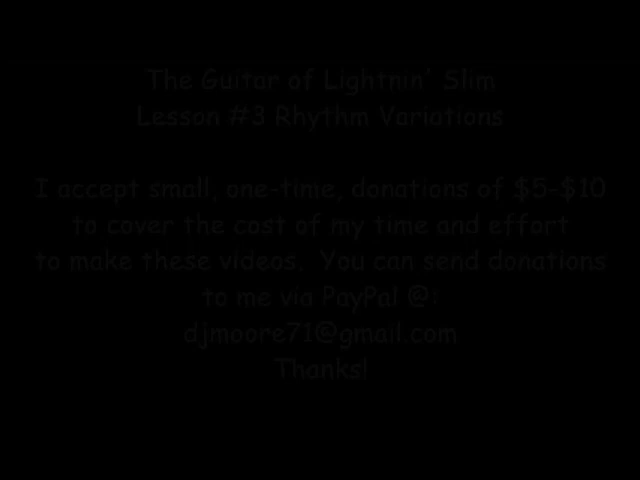 The Guitar of Lightnin' Slim
Lesson #3 Rhythm Variations
I accept small, one-time, donations of $5-$10
to cover the cost of my time and effort
to make these videos. You can send donations
to me via PayPal @:
djmoore71@gmail.com
Thanks!